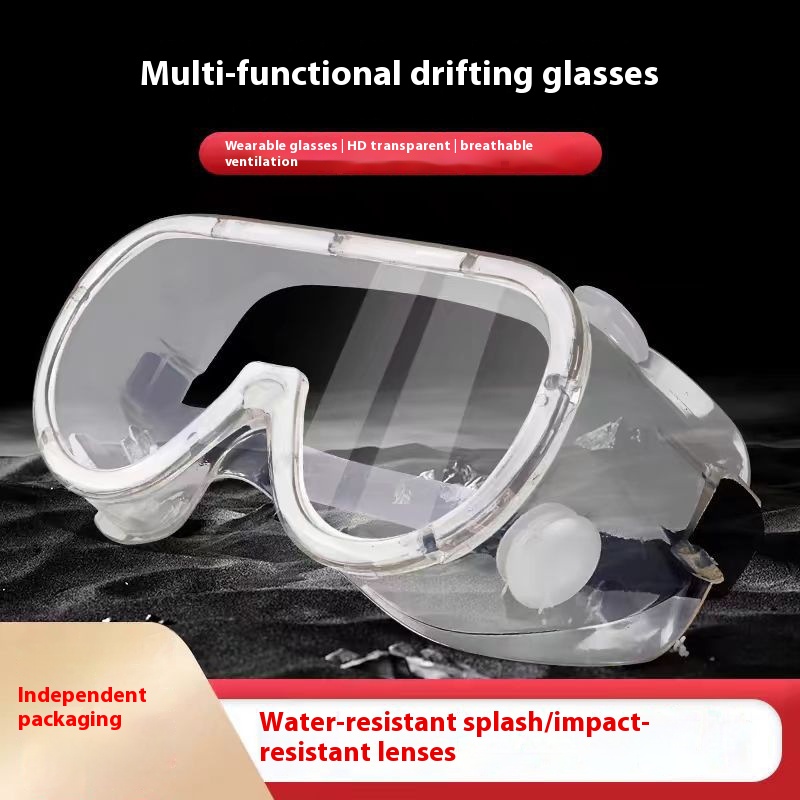 Multi-functional drifting glasses
Wearable glasses | HD transparent | breathable
ventilation
Independent
packaging
Water-resistant splash/impact-
resistant lenses